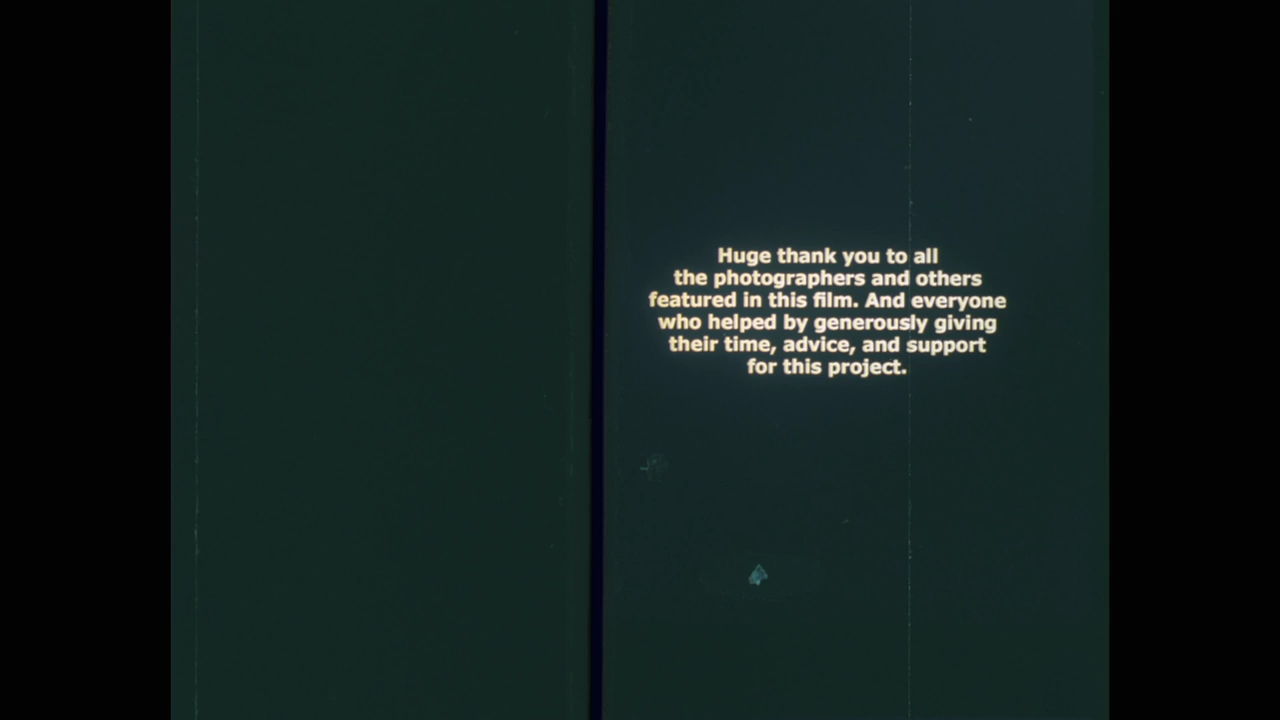 Huge thank you to all
the photographers and others
featured in this film. And everyone
who helped by generously giving
their time, advice, and support
for this project.